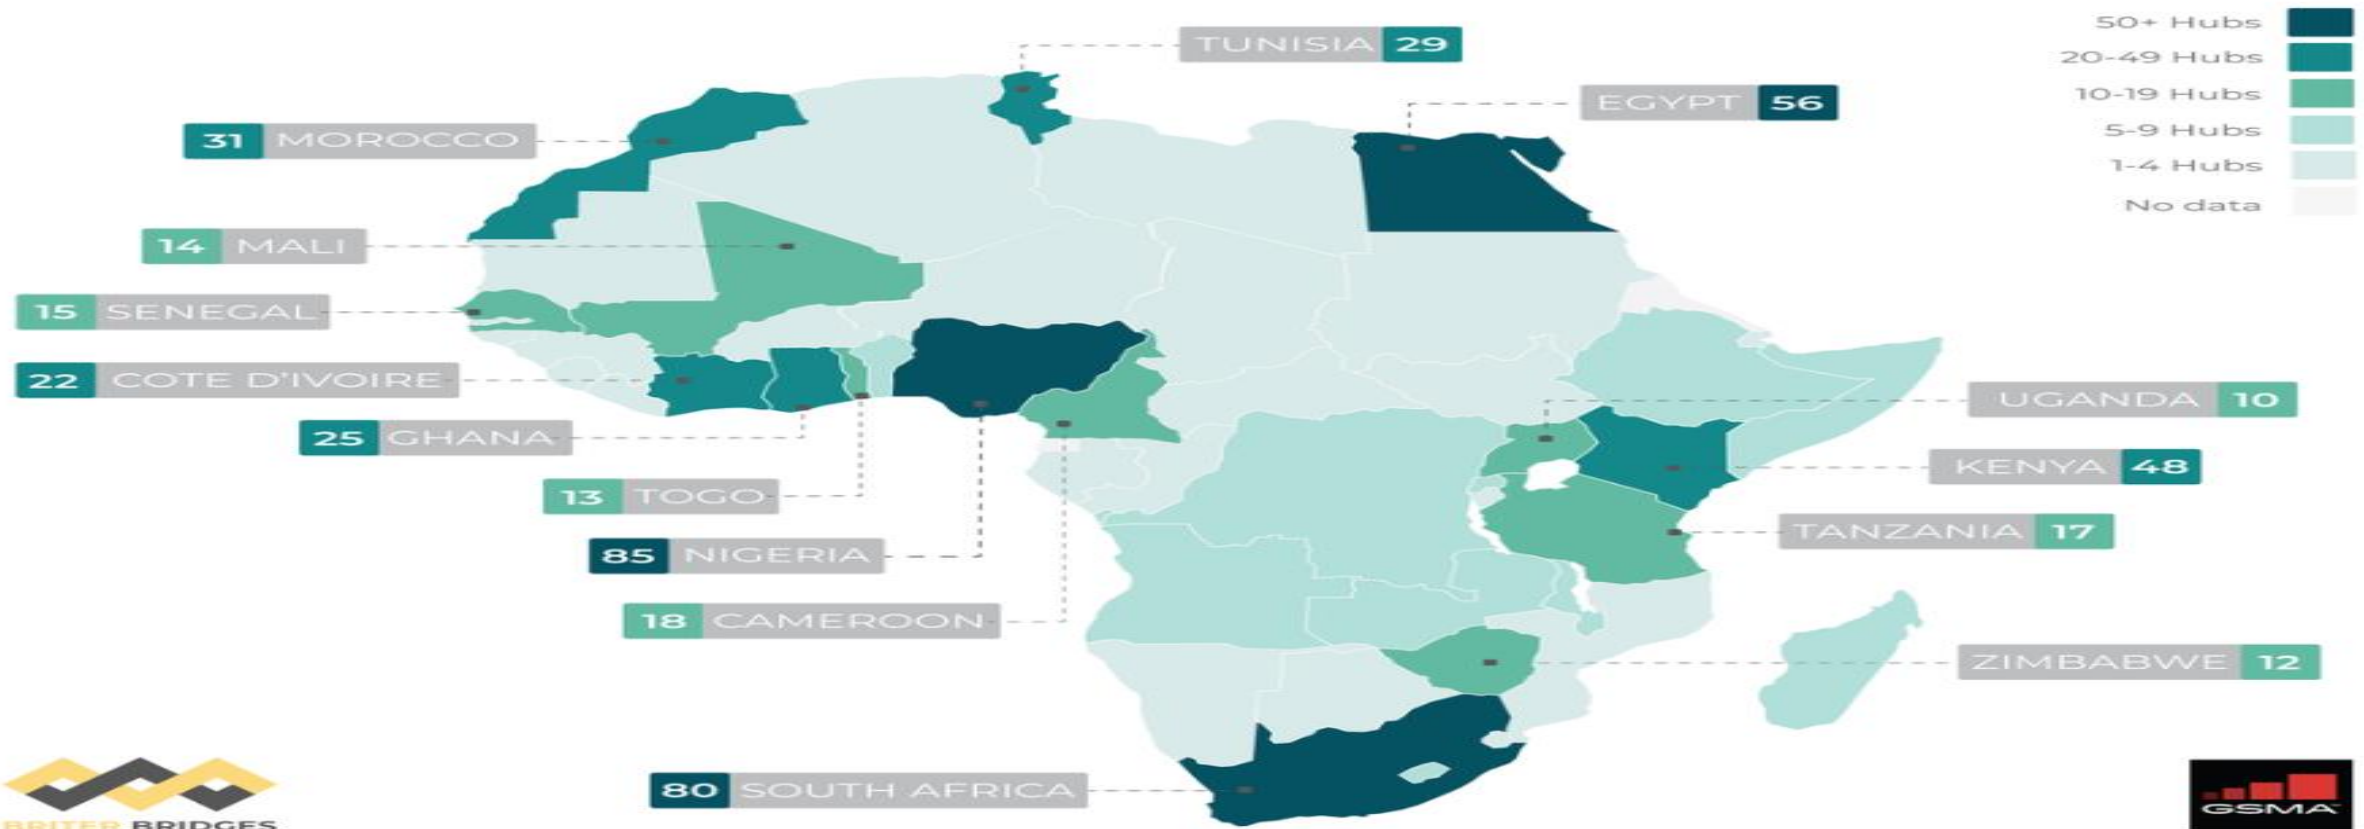 50+ Hubs
20-49 Hubs
10-19 Hubs
5-9 Hubs
1-4 Hubs
No data
TUNISIA 29
EGYPT 56
31 MOROCCO
14 MALI
15 SENEGAL
22 COTE D'IVOIRE
25 GHANA
13 TOGO
85 NIGERIA
18 CAMEROON
80 SOUTH AFRICA
UGANDA 10
KENYA 48
TANZANIA 17
ZIMBABWE 12
BRITER BRIDGES
GSMA